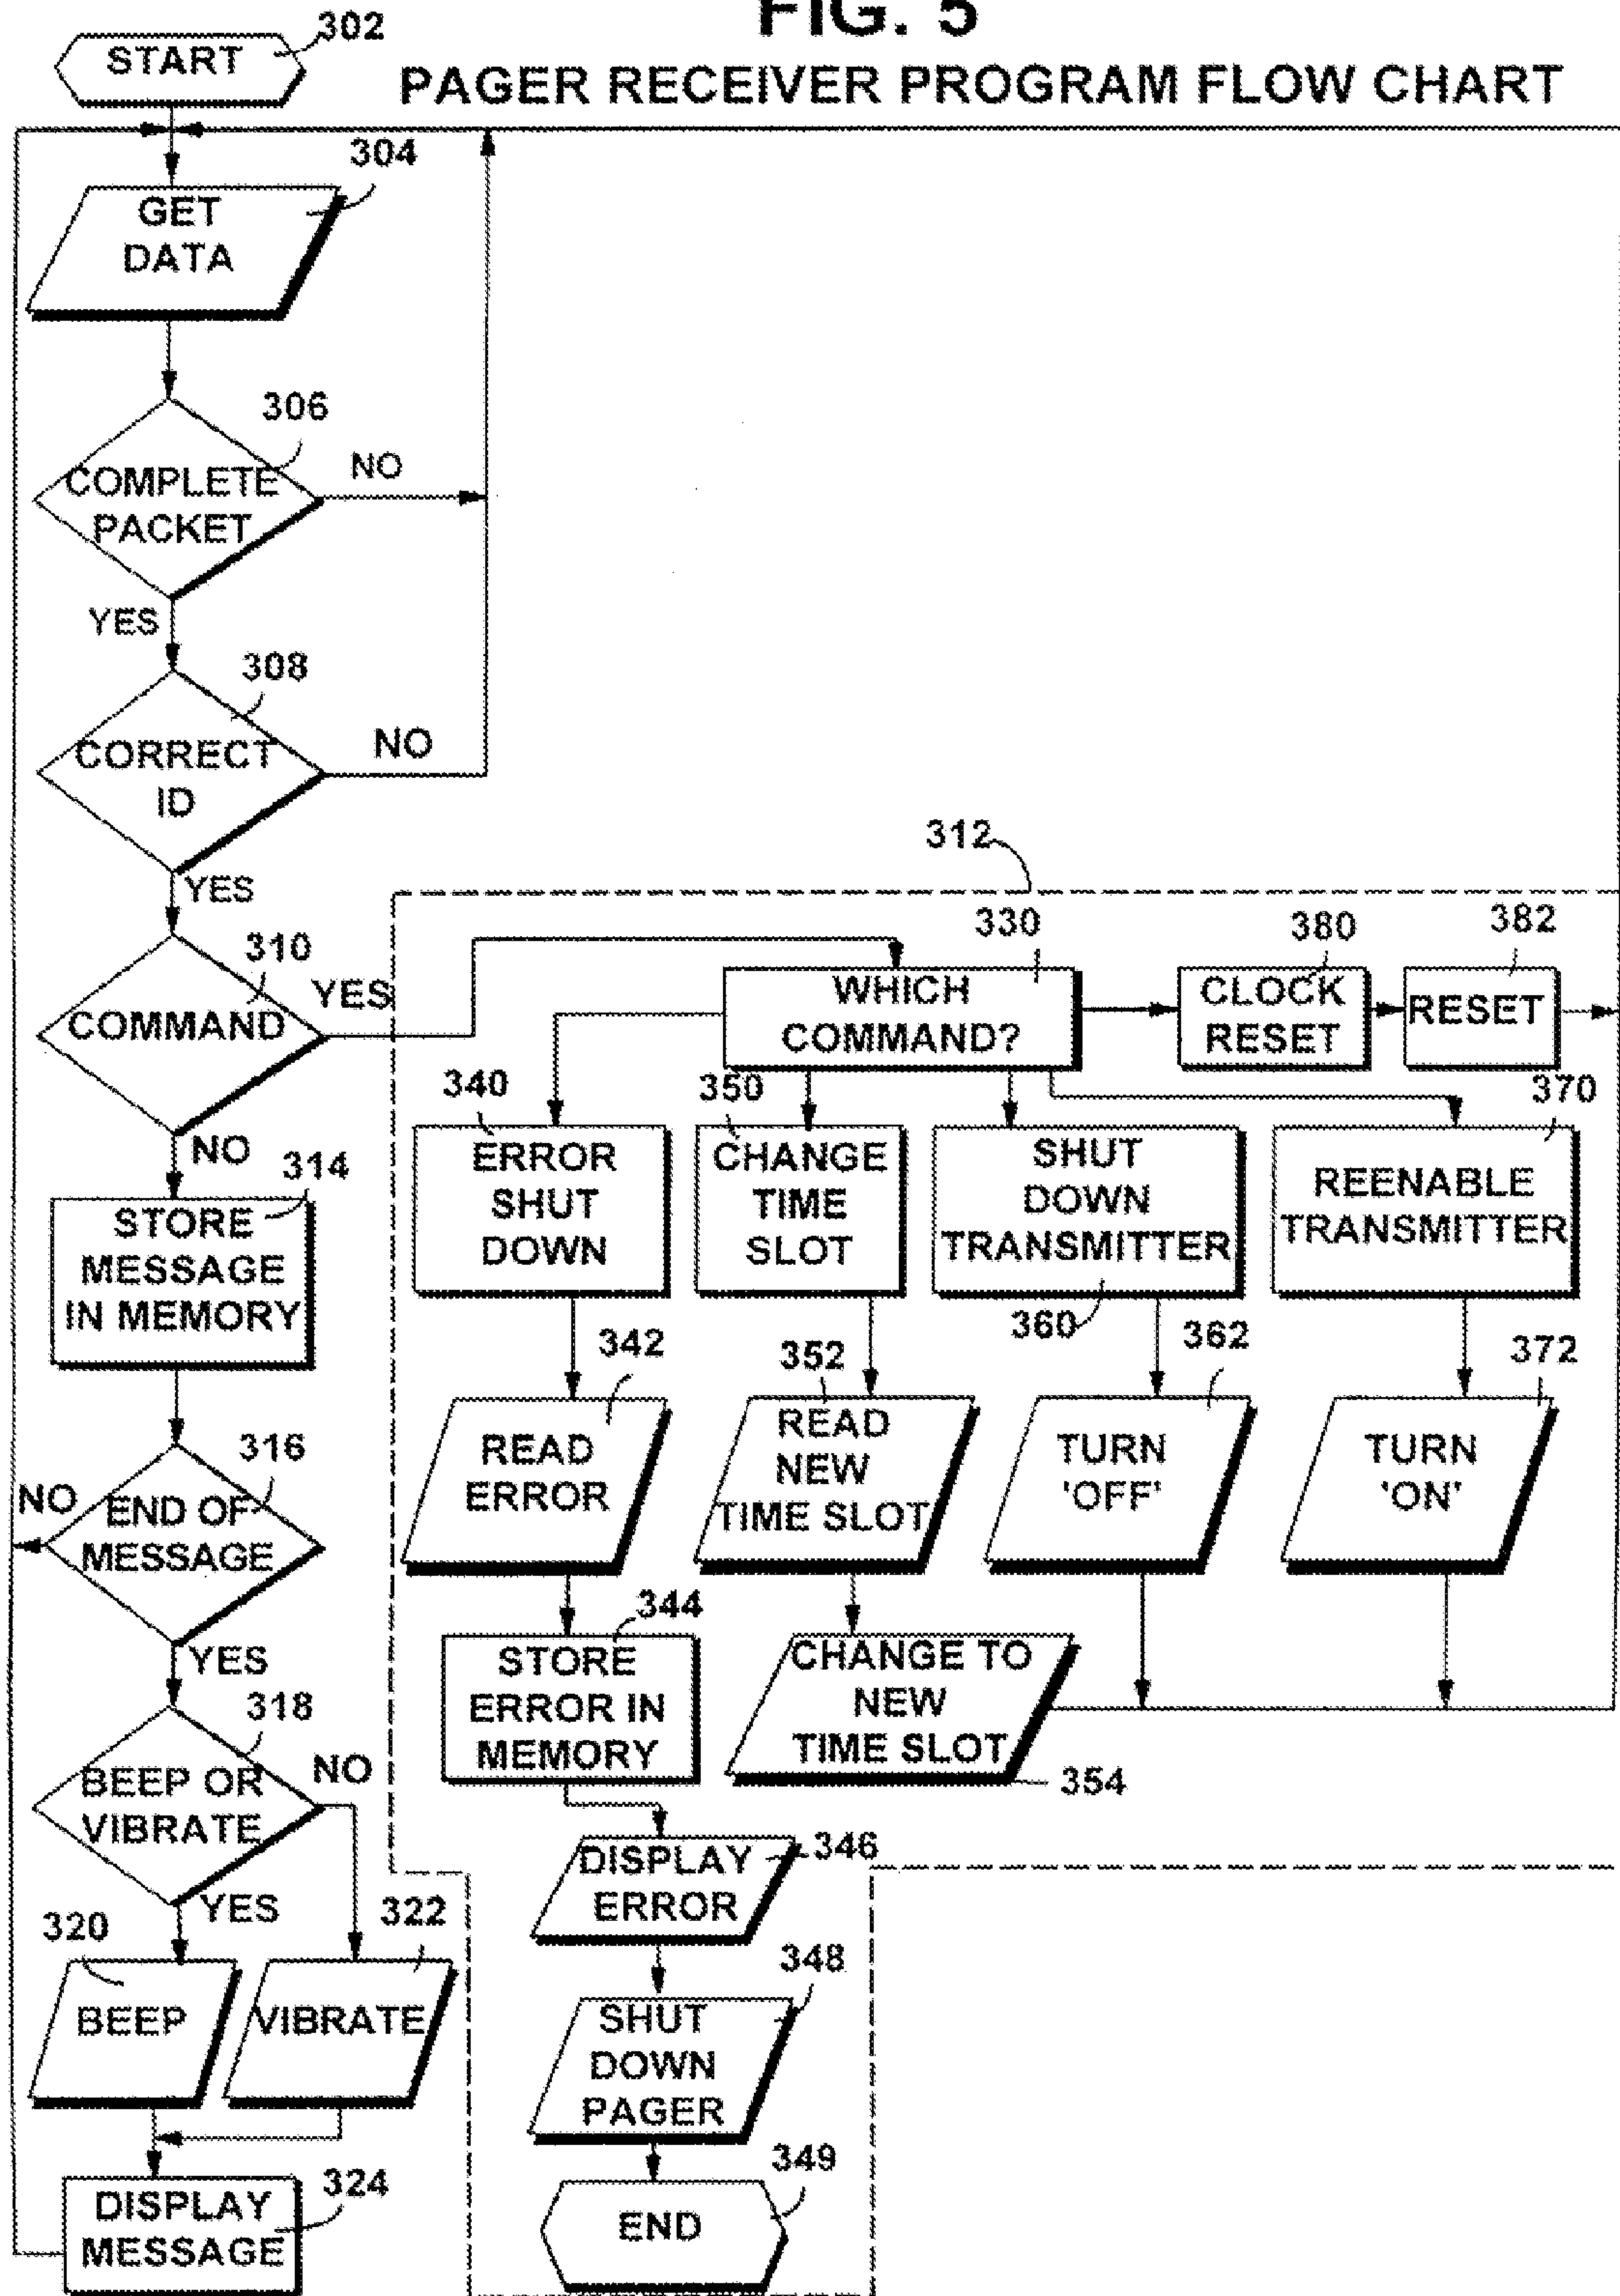 FIG. 5
PAGER RECEIVER PROGRAM FLOW CHART
302
START
304
GET
DATA
306
COMPLETE
PACKET
NO
YES
308
CORRECT
ID
NO
YES
310
COMMAND
YES
NO
312
330
WHICH
COMMAND?
380
CLOCK
RESET
382
RESET
314
STORE
MESSAGE
IN MEMORY
340
ERROR
SHUT
DOWN
350
CHANGE
TIME
SLOT
SHUT
DOWN
TRANSMITTER
360
370
REENABLE
TRANSMITTER
316
END OF
MESSAGE
NO
YES
342
READ
ERROR
352
READ
NEW
TIME SLOT
362
TURN
'OFF'
372
TURN
'ON'
344
STORE
ERROR IN
MEMORY
CHANGE TO
NEW
TIME SLOT
354
318
BEEP OR
VIBRATE
NO
YES
320
BEEP
322
VIBRATE
346
DISPLAY
ERROR
348
SHUT
DOWN
PAGER
349
END
324
DISPLAY
MESSAGE